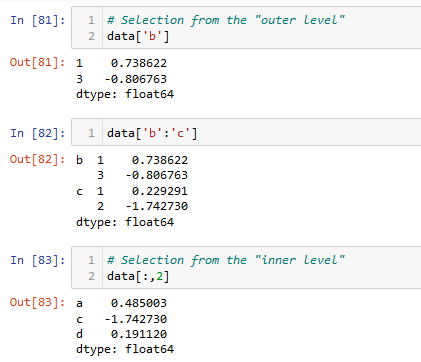 In [81]: 1 # Selection from the "outer level"
2 data['b']
Out[81]: 1 0.738622
3 -0.806763
dtype: float64
In [82]: 1 data['b':'c']
Out[82]: b 1 0.738622
3 -0.806763
c 1 0.229291
2 -1.742730
dtype: float64
In [83]: 1 # Selection from the "inner level"
2 data[:,2]
Out[83]: a 0.485003
c -1.742730
d 0.191120
dtype: float64